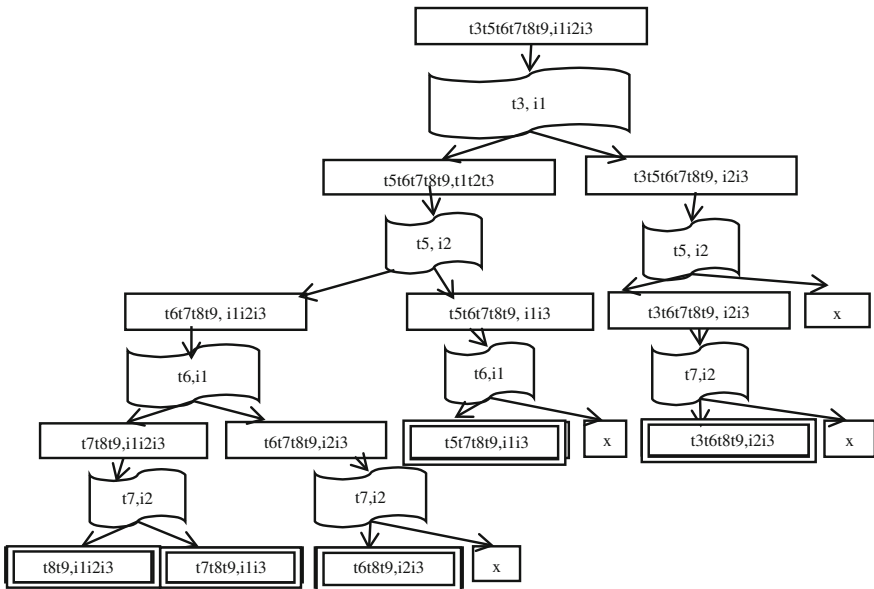 t3t5t6t7t8t9,i1i2i3
t3, i1
t5t6t7t8t9,t1t2t3
t3t5t6t7t8t9, i2i3
t5, i2
t5, i2
t6t7t8t9, i1i2i3
t5t6t7t8t9, i1i3
t3t6t7t8t9, i2i3
x
t6,i1
t6,i1
t7,i2
t7t8t9,i1i2i3
t6t7t8t9,i2i3
t5t7t8t9,i1i3
x
t3t6t8t9,i2i3
x
t7,i2
t7,i2
t8t9,i1i2i3
t7t8t9,i1i3
t6t8t9,i2i3
x